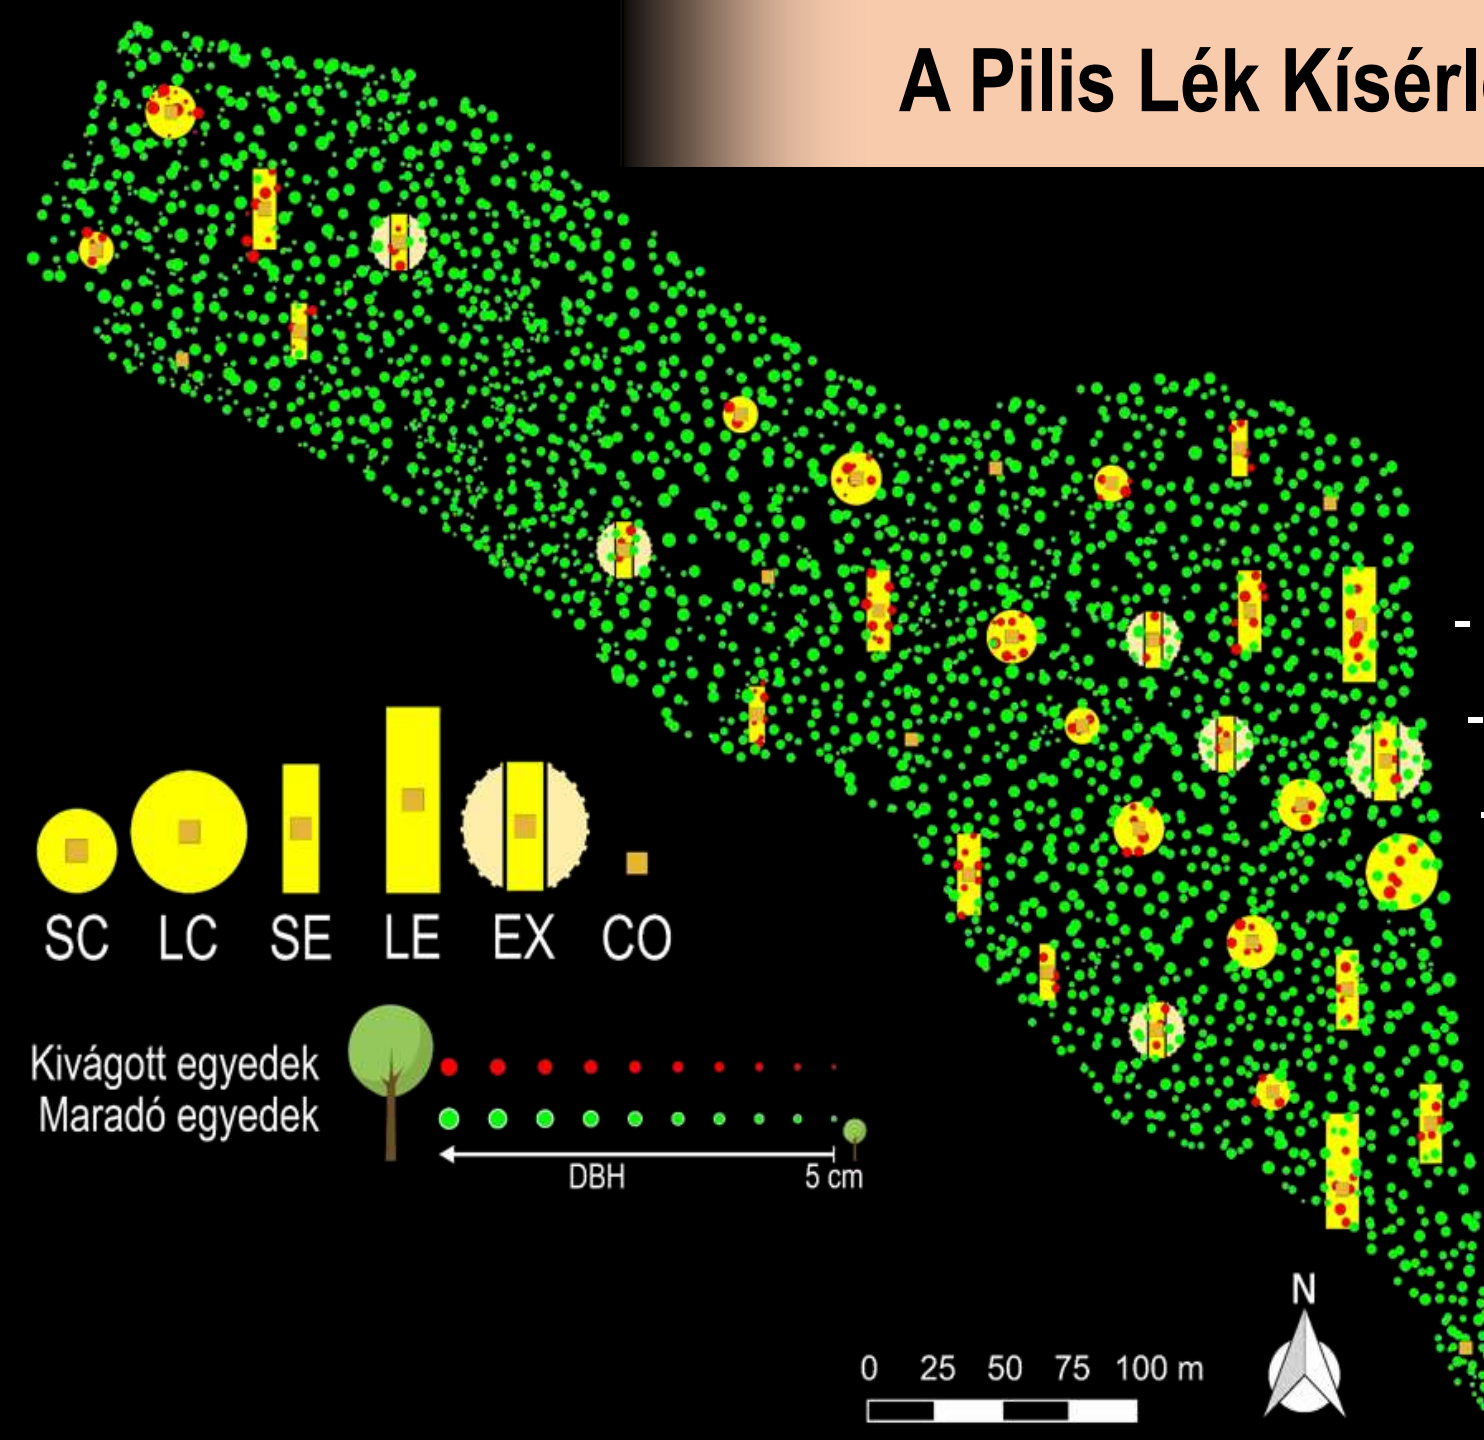 A Pilis Lék Kísérl
SC LC SE LE EX CO
Kivágott egyedek
Maradó egyedek
DBH 5 cm
N
0 25 50 75 100 m